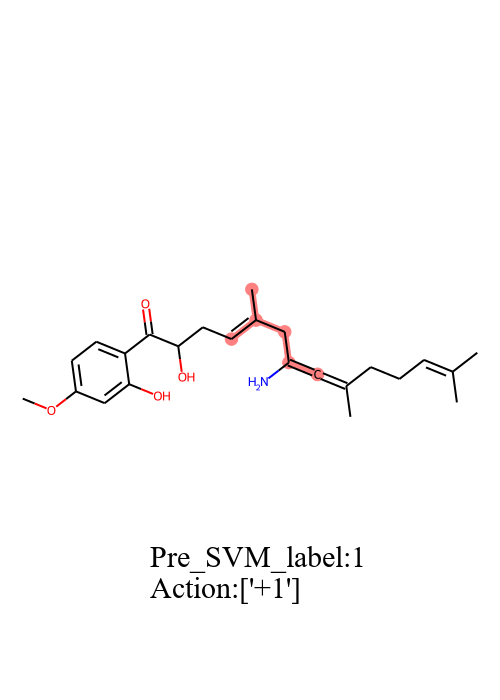 O
OH
H₂N
C
OH
O
Pre_SVM_label:1
Action:['+1']